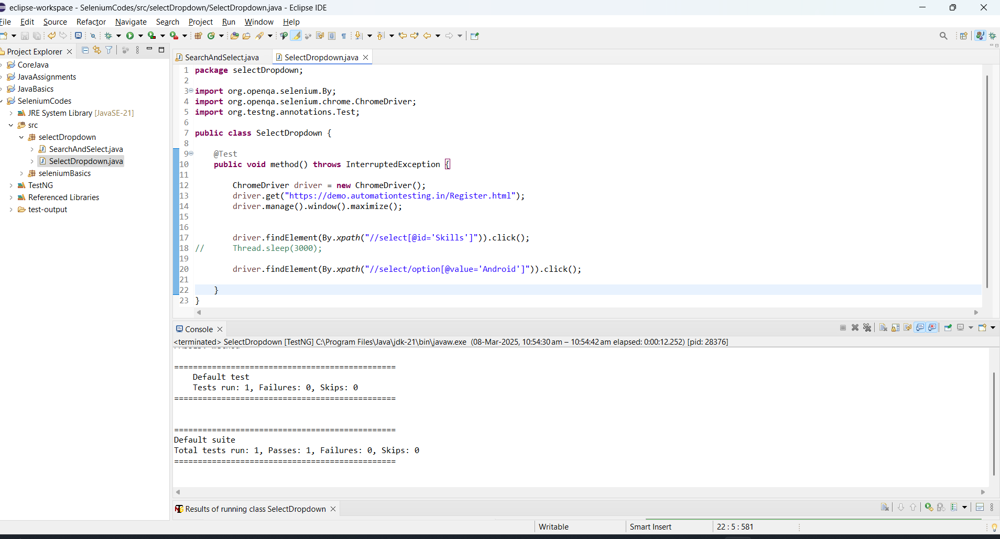 eclipse-workspace - SeleniumCodes/src/selectDropdown/SelectDropdown.java - Eclipse IDE
File Edit Source Refactor Navigate Search Project Run Window Help
Project Explorer
CoreJava
JavaAssignments
JavaBasics
SeleniumCodes
JRE System Library [JavaSE-21]
src
selectDropdown
SearchAndSelect.java
SelectDropdown.java
seleniumBasics
TestNG
Referenced Libraries
test-output
SearchAndSelect.java SelectDropdown.java
1 package selectDropdown;
2
3 import org.openqa.selenium.By;
4 import org.openqa.selenium.chrome.ChromeDriver;
5 import org.testng.annotations.Test;
6
7 public class SelectDropdown {
8
9 @Test
10 public void method() throws InterruptedException {
11
12 ChromeDriver driver = new ChromeDriver();
13 driver.get("https://demo.automationtesting.in/Register.html");
14 driver.manage().window().maximize();
15
16
17 driver.findElement(By.xpath("//select[@id='Skills']")).click();
18 // Thread.sleep(3000);
19
20 driver.findElement(By.xpath("//select/option[@value='Android']")).click();
21
22 }
23 }
Console
<terminated> SelectDropdown [TestNG] C:\Program Files\Java\jdk-21\bin\javaw.exe (08-Mar-2025, 10:54:30 am – 10:54:42 am elapsed: 0:00:12.252) [pid: 28376]
===============================================
Default test
Tests run: 1, Failures: 0, Skips: 0
===============================================
===============================================
Default suite
Total tests run: 1, Passes: 1, Failures: 0, Skips: 0
===============================================
Results of running class SelectDropdown
Writable Smart Insert 22 : 5 : 581